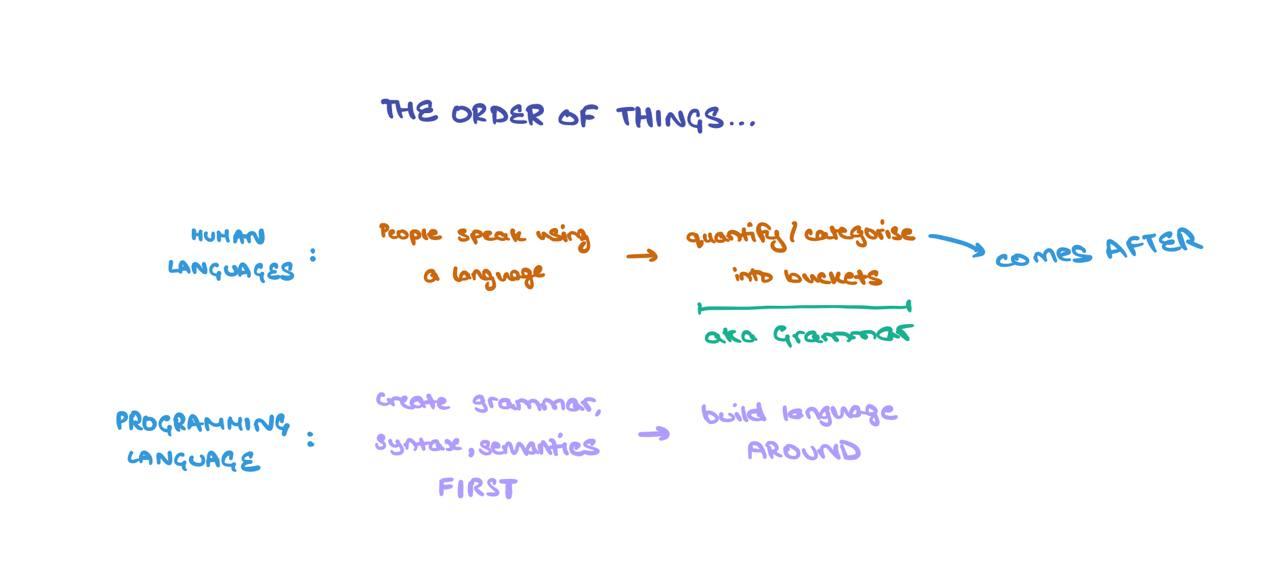 THE ORDER OF THINGS...
HUMAN
LANGUAGES :
People speak using
a language
→
quantify / categorise
into buckets
aka Grammar
comes AFTER
PROGRAMMING
LANGUAGE :
create grammar,
syntax, semantics
FIRST
→
build language
AROUND